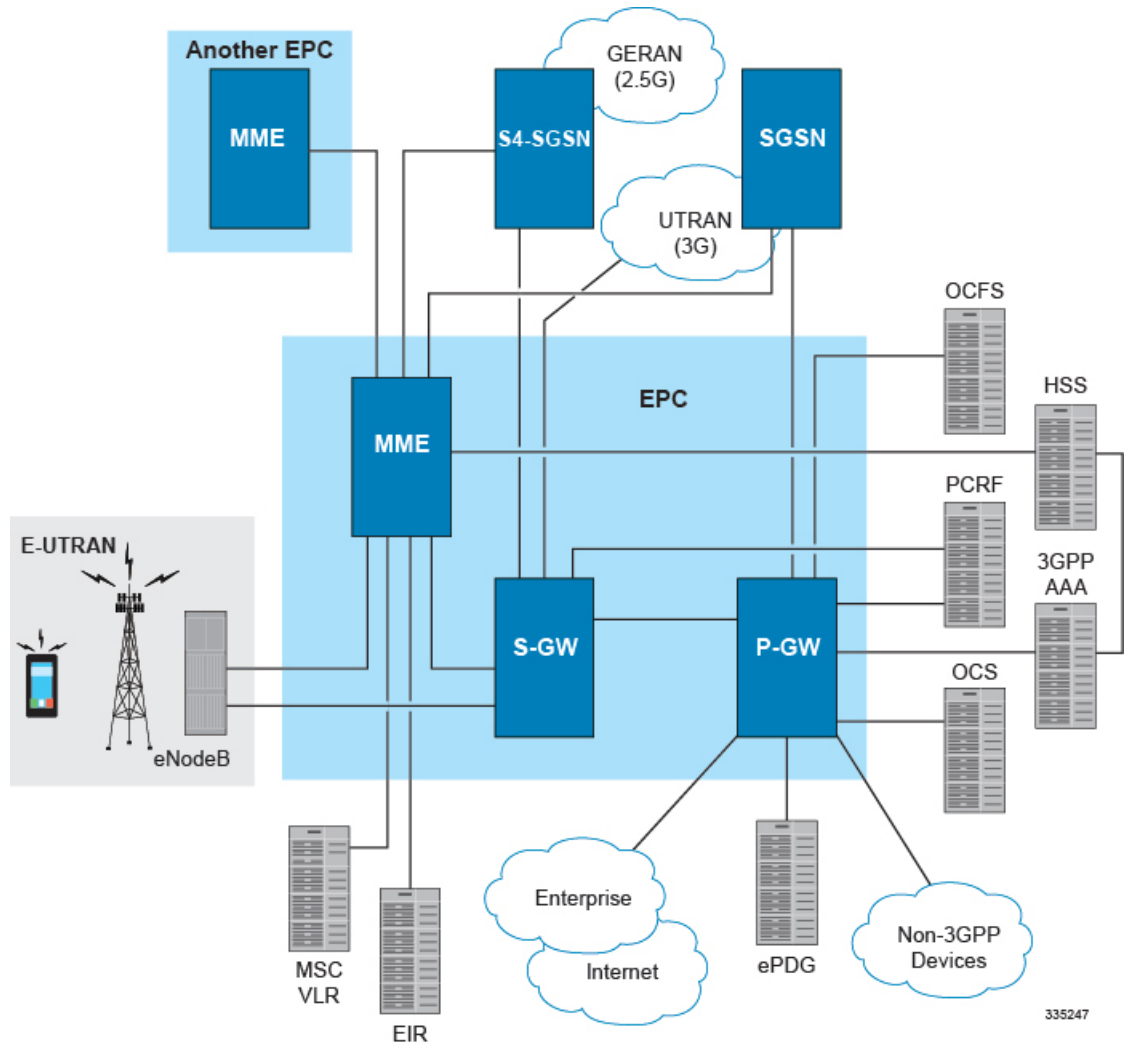 Another EPC
MME
GERAN
(2.5G)
S4-SGSN
SGSN
UTRAN
(3G)
OCFS
HSS
EPC
MME
PCRF
E-UTRAN
3GPP
AAA
S-GW
P-GW
OCS
eNodeB
Enterprise
Internet
ePDG
Non-3GPP
Devices
MSC
VLR
EIR
335247